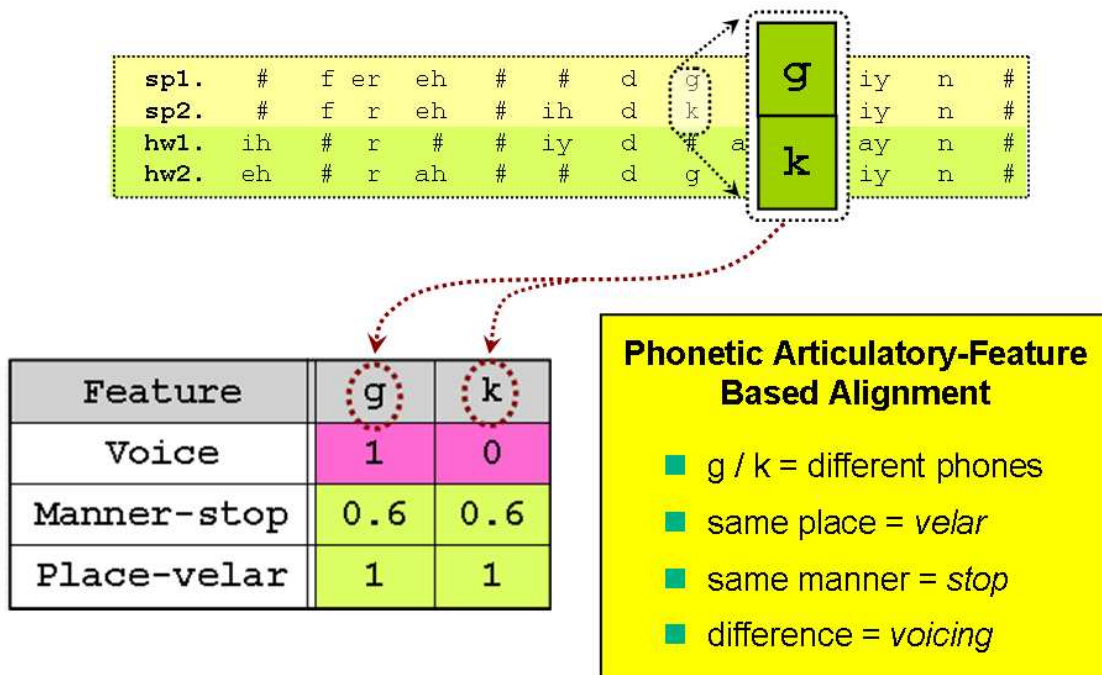 sp1. # f er eh # # d g iy n #
sp2. # f r eh # ih d k iy n #
hw1. ih # r # # iy d # a ay n #
hw2. eh # r ah # # d g iy n #
g
k
Feature g k
Voice 1 0
Manner-stop 0.6 0.6
Place-velar 1 1
Phonetic Articulatory-Feature
Based Alignment
g / k = different phones
same place = velar
same manner = stop
difference = voicing